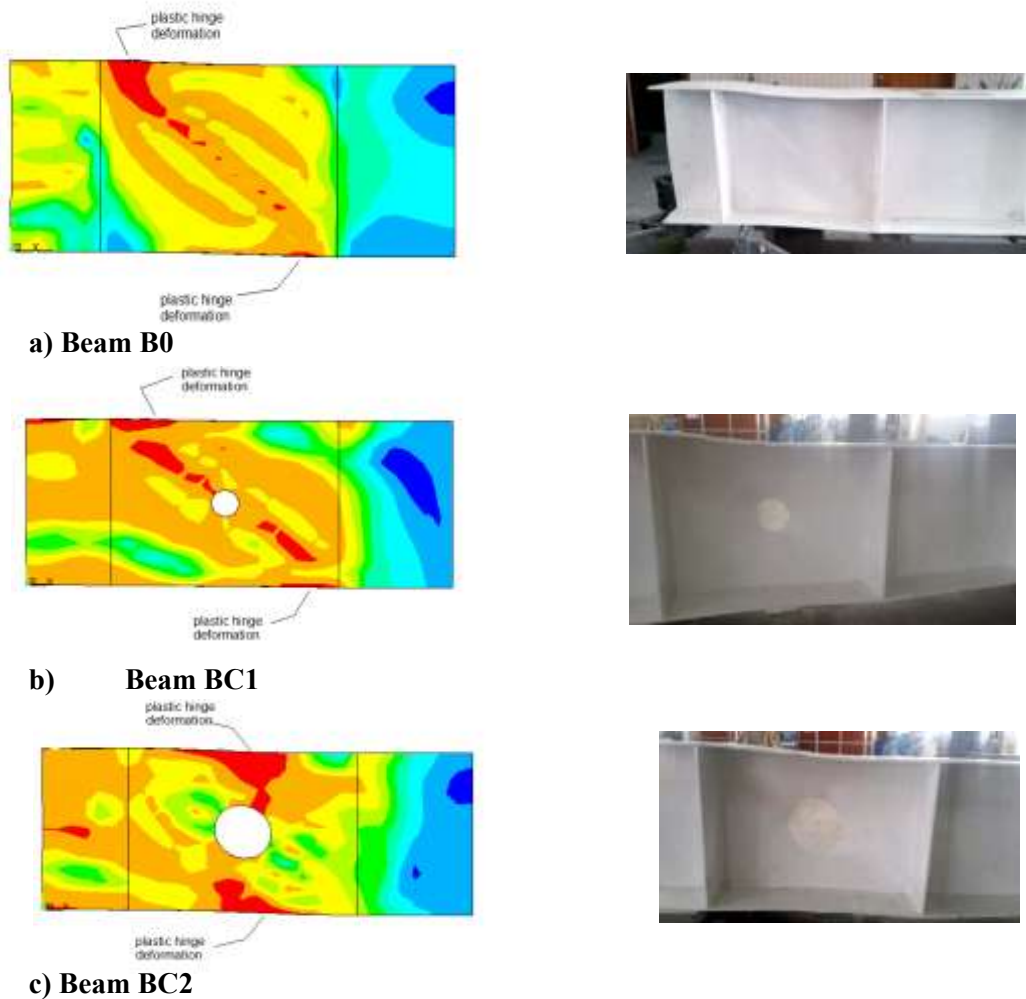 plastic hinge
deformation
plastic hinge
deformation
a) Beam B0
plastic hinge
deformation
plastic hinge
deformation
b) Beam BC1
plastic hinge
deformation
plastic hinge
deformation
c) Beam BC2